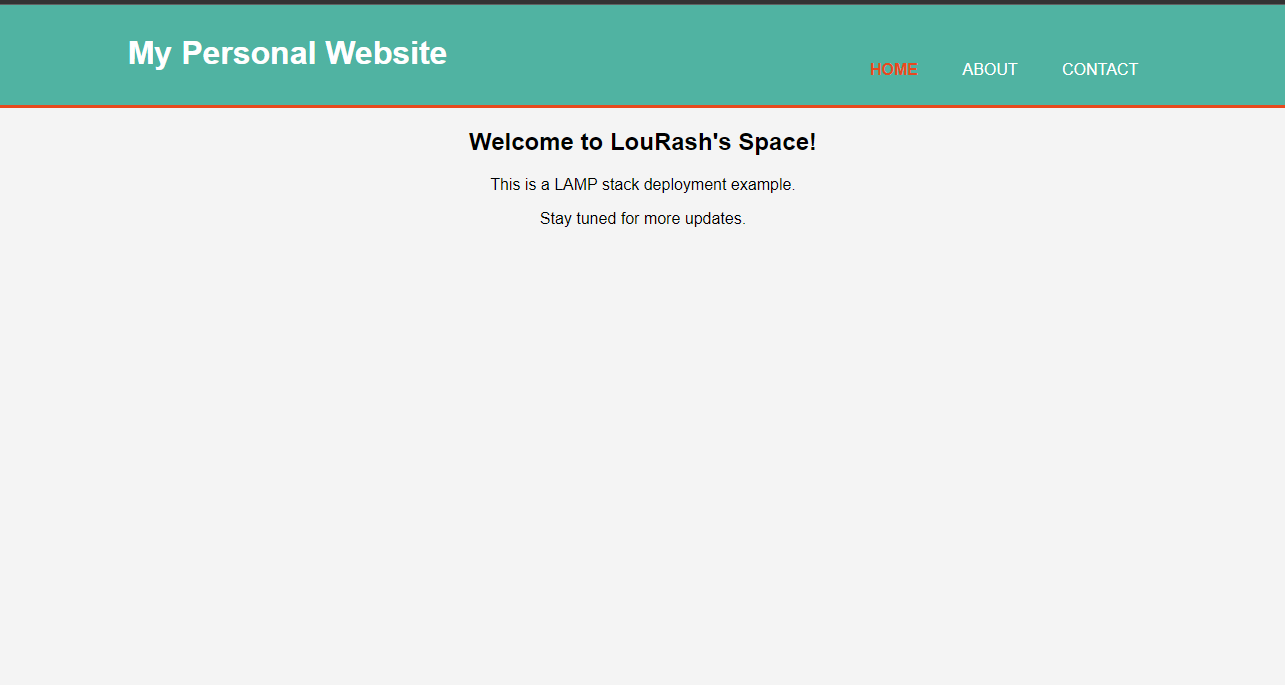 My Personal Website
HOME ABOUT CONTACT
Welcome to LouRash's Space!
This is a LAMP stack deployment example.
Stay tuned for more updates.